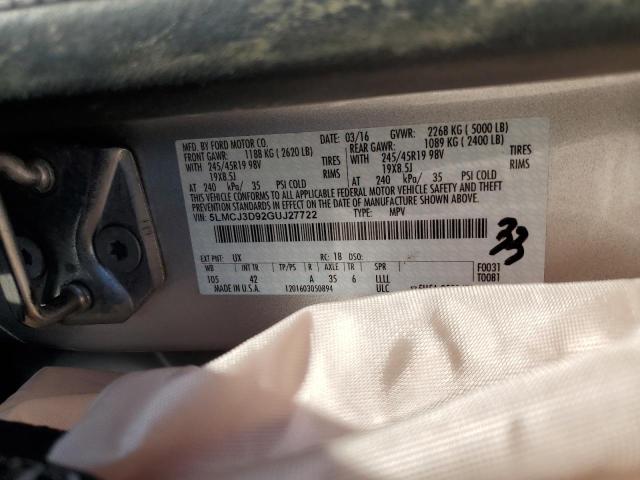 MFD. BY FORD MOTOR CO.
DATE: 03/16 GVWR: 2268 KG ( 5000 LB)
FRONT GAWR: 1188 KG ( 2620 LB) REAR GAWR: 1089 KG ( 2400 LB)
WITH 245/45R19 98V TIRES WITH 245/45R19 98V TIRES
19X8.5J RIMS 19X8.5J RIMS
AT 240 kPa/ 35 PSI COLD AT 240 kPa/ 35 PSI COLD
THIS VEHICLE CONFORMS TO ALL APPLICABLE FEDERAL MOTOR VEHICLE SAFETY AND THEFT
PREVENTION STANDARDS IN EFFECT ON THE DATE OF MANUFACTURE SHOWN ABOVE.
VIN: 5LMCJ3D92GUJ27722 TYPE: MPV
33
EXT PNT: UX RC: 18 DSO: F0031
WB INT TR TP/PS R AXLE TR SPR T00B1
105 42 A 35 6 LLLL
MADE IN U.S.A. 1201603050894 ULC